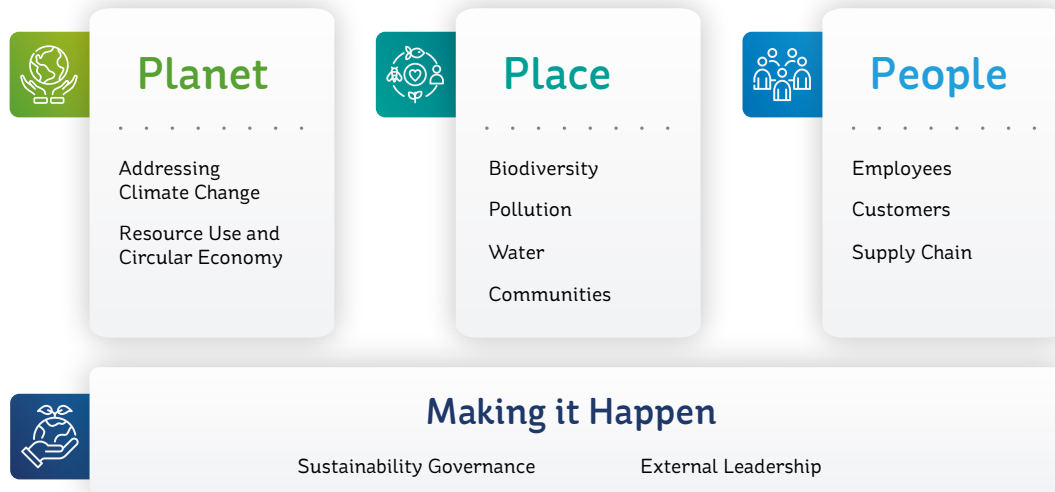 Planet
Addressing
Climate Change
Resource Use and
Circular Economy
Place
Biodiversity
Pollution
Water
Communities
People
Employees
Customers
Supply Chain
Making it Happen
Sustainability Governance
External Leadership